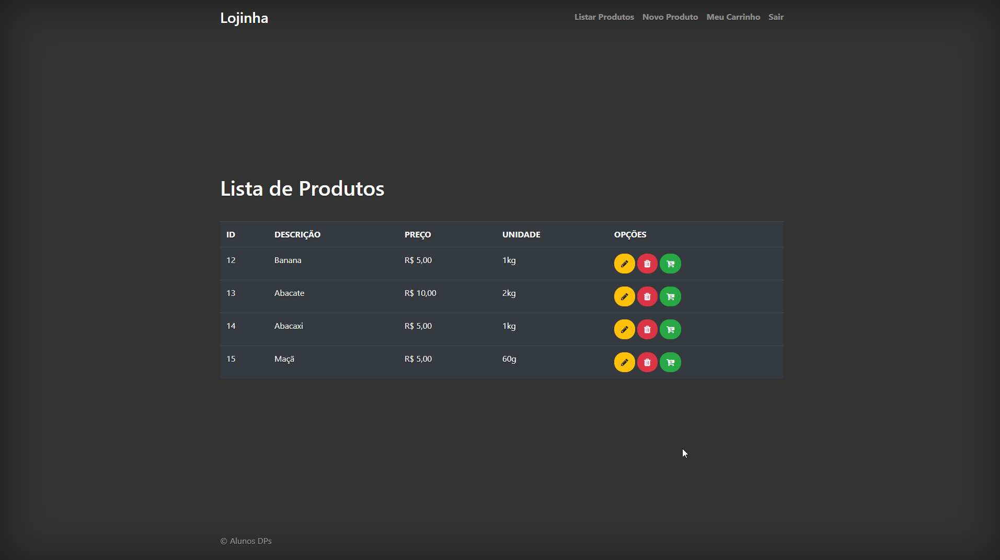 Lojinha Listar Produtos Novo Produto Meu Carrinho Sair
Lista de Produtos
ID DESCRIÇÃO PREÇO UNIDADE OPÇÕES
12 Banana R$ 5,00 1kg
13 Abacate R$ 10,00 2kg
14 Abacaxi R$ 5,00 1kg
15 Maçã R$ 5,00 60g
© Alunos DPs